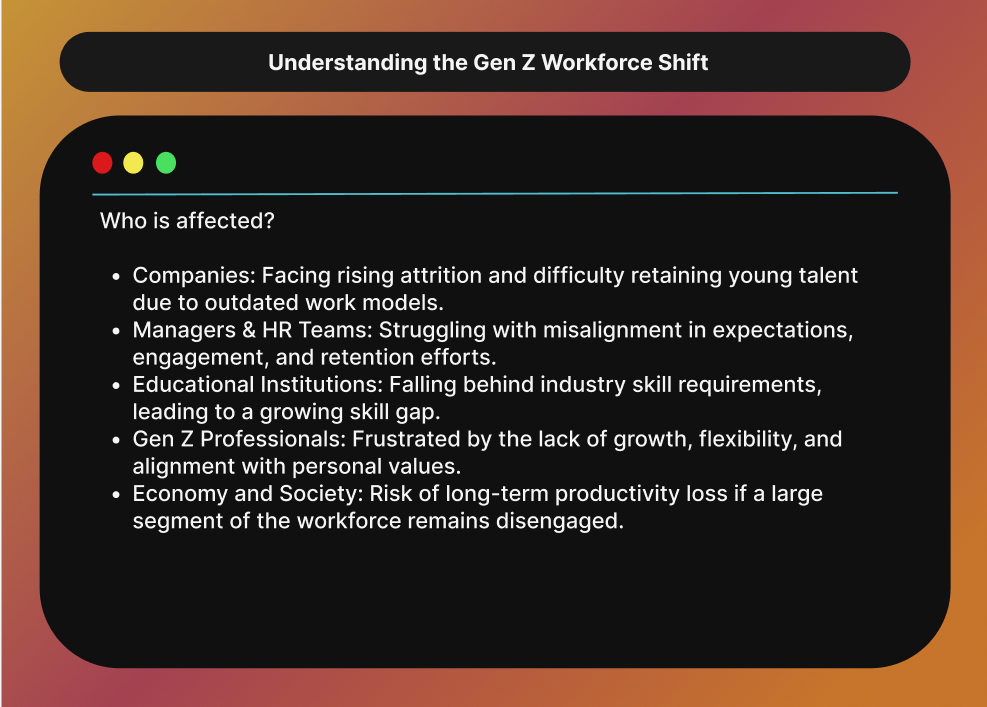 Understanding the Gen Z Workforce Shift
Who is affected?
• Companies: Facing rising attrition and difficulty retaining young talent
due to outdated work models.
• Managers & HR Teams: Struggling with misalignment in expectations,
engagement, and retention efforts.
• Educational Institutions: Falling behind industry skill requirements,
leading to a growing skill gap.
• Gen Z Professionals: Frustrated by the lack of growth, flexibility, and
alignment with personal values.
• Economy and Society: Risk of long-term productivity loss if a large
segment of the workforce remains disengaged.